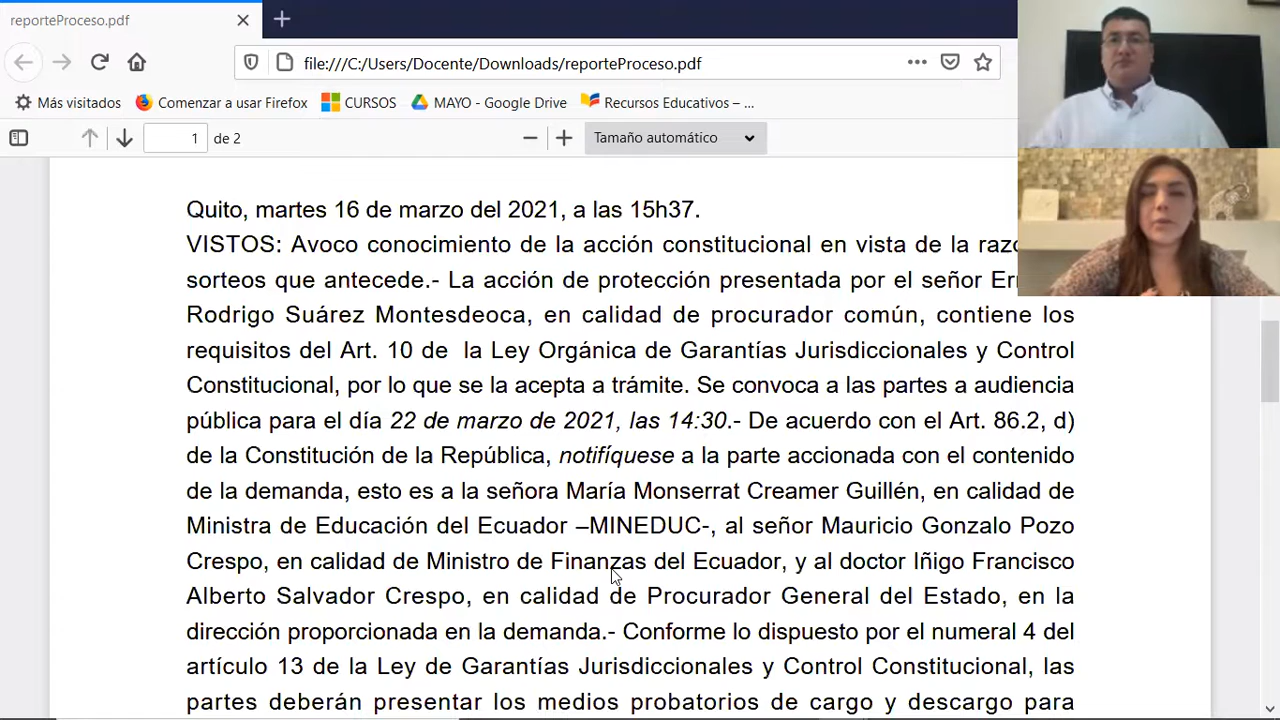 reporteProceso.pdf
file:///C:/Users/Docente/Downloads/reporteProceso.pdf
Más visitados Comenzar a usar Firefox CURSOS MAYO - Google Drive Recursos Educativos – ...
1 de 2 Tamaño automático
Quito, martes 16 de marzo del 2021, a las 15h37.
VISTOS: Avoco conocimiento de la acción constitucional en vista de la
sorteos que antecede.- La acción de protección presentada por el señor
Rodrigo Suárez Montesdeoca, en calidad de procurador común, contiene los
requisitos del Art. 10 de la Ley Orgánica de Garantías Jurisdiccionales y Control
Constitucional, por lo que se la acepta a trámite. Se convoca a las partes a audiencia
pública para el día 22 de marzo de 2021, las 14:30.- De acuerdo con el Art. 86.2, d)
de la Constitución de la República, notifíquese a la parte accionada con el contenido
de la demanda, esto es a la señora María Monserrat Creamer Guillén, en calidad de
Ministra de Educación del Ecuador –MINEDUC-, al señor Mauricio Gonzalo Pozo
Crespo, en calidad de Ministro de Finanzas del Ecuador, y al doctor Iñigo Francisco
Alberto Salvador Crespo, en calidad de Procurador General del Estado, en la
dirección proporcionada en la demanda.- Conforme lo dispuesto por el numeral 4 del
artículo 13 de la Ley de Garantías Jurisdiccionales y Control Constitucional, las
partes deberán presentar los medios probatorios de cargo y descargo para